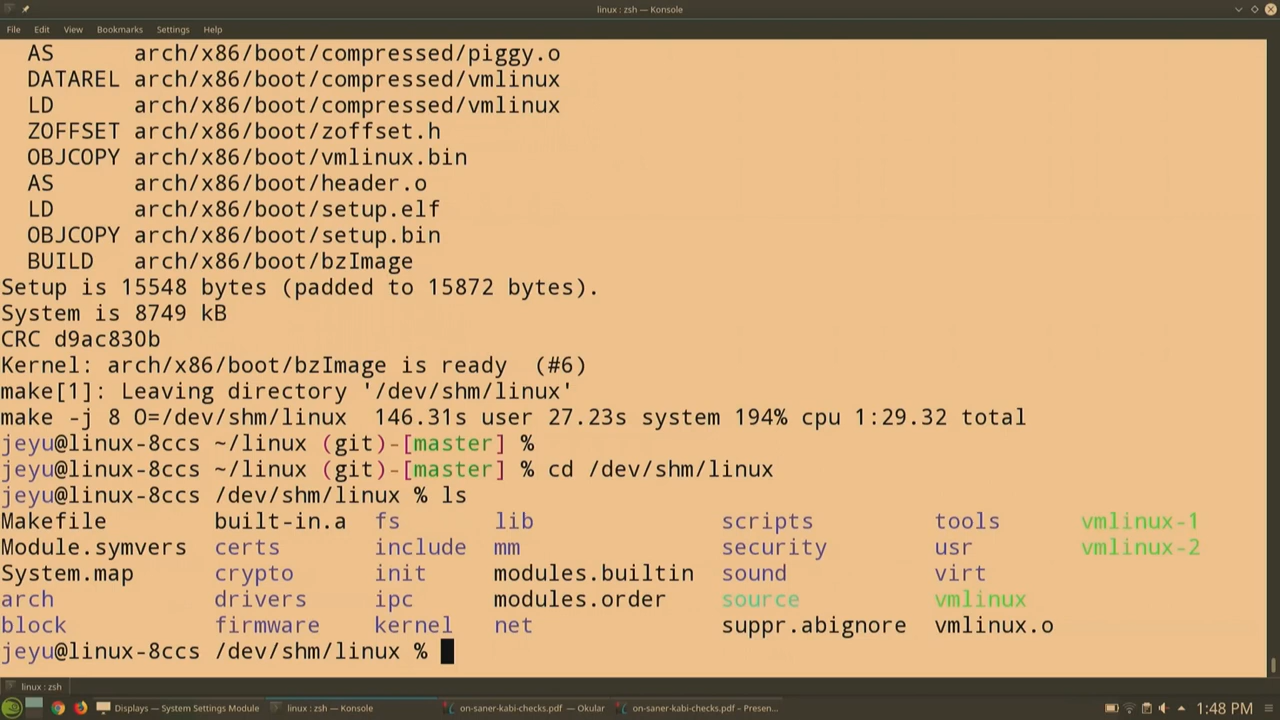 linux : zsh — Konsole
File Edit View Bookmarks Settings Help
AS arch/x86/boot/compressed/piggy.o
DATAREL arch/x86/boot/compressed/vmlinux
LD arch/x86/boot/compressed/vmlinux
ZOFFSET arch/x86/boot/zoffset.h
OBJCOPY arch/x86/boot/vmlinux.bin
AS arch/x86/boot/header.o
LD arch/x86/boot/setup.elf
OBJCOPY arch/x86/boot/setup.bin
BUILD arch/x86/boot/bzImage
Setup is 15548 bytes (padded to 15872 bytes).
System is 8749 kB
CRC d9ac830b
Kernel: arch/x86/boot/bzImage is ready (#6)
make[1]: Leaving directory '/dev/shm/linux'
make -j 8 O=/dev/shm/linux 146.31s user 27.23s system 194% cpu 1:29.32 total
jeyu@linux-8ccs ~/linux (git)-[master] %
jeyu@linux-8ccs ~/linux (git)-[master] % cd /dev/shm/linux
jeyu@linux-8ccs /dev/shm/linux % ls
Makefile built-in.a fs lib scripts tools vmlinux-1
Module.symvers certs include mm security usr vmlinux-2
System.map crypto init modules.builtin sound virt
arch drivers ipc modules.order source vmlinux
block firmware kernel net suppr.abignore vmlinux.o
jeyu@linux-8ccs /dev/shm/linux %
linux : zsh
Displays — System Settings Module linux : zsh — Konsole on-saner-kabi-checks.pdf — Okular on-saner-kabi-checks.pdf – Presen... 1:48 PM